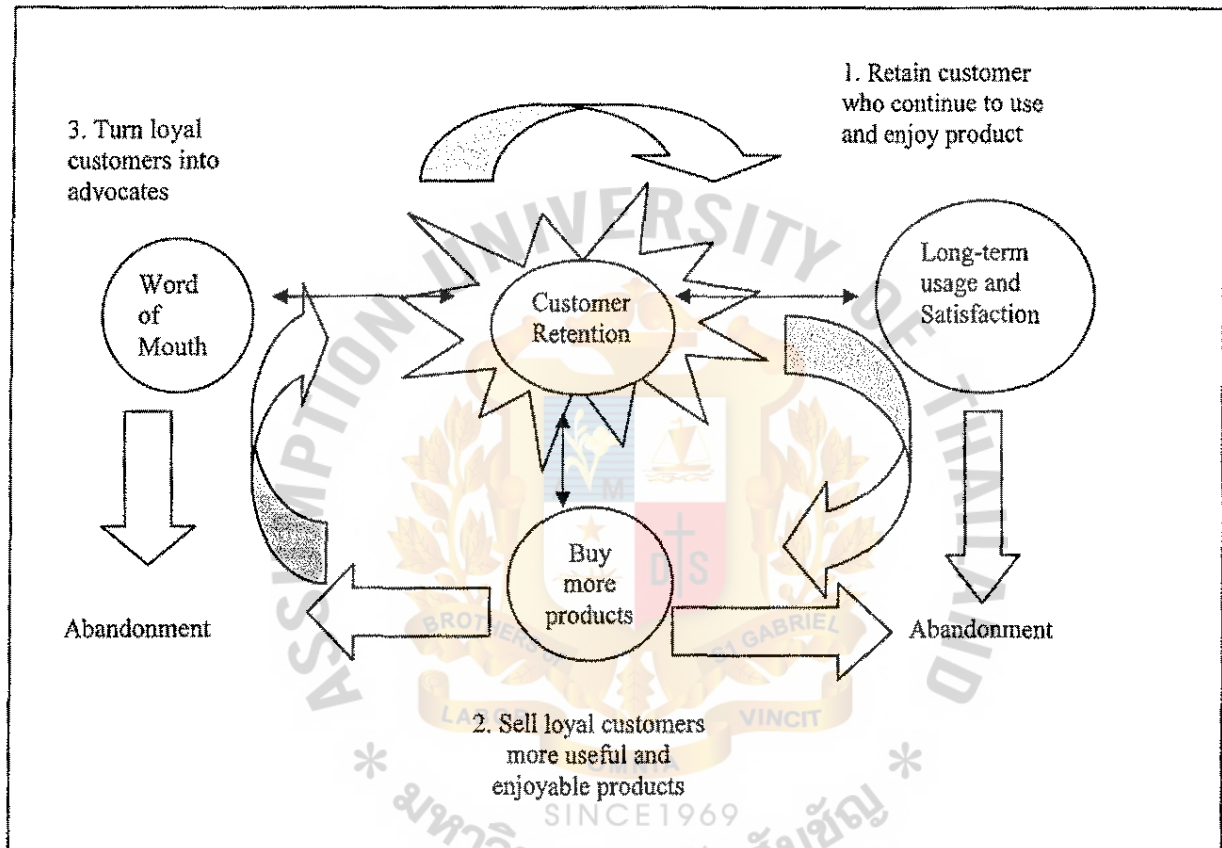 1. Retain customer
who continue to use
and enjoy product
3. Turn loyal
customers into
advocates
Word
of
Mouth
Customer
Retention
Long-term
usage and
Satisfaction
Buy
more
products
Abandonment
Abandonment
2. Sell loyal customers
more useful and
enjoyable products
ASSUMPTION UNIVERSITY OF THAILAND
M
D S
BROTHERS OF ST GABRIEL
LABOR OMNIA VINCIT
SINCE1969